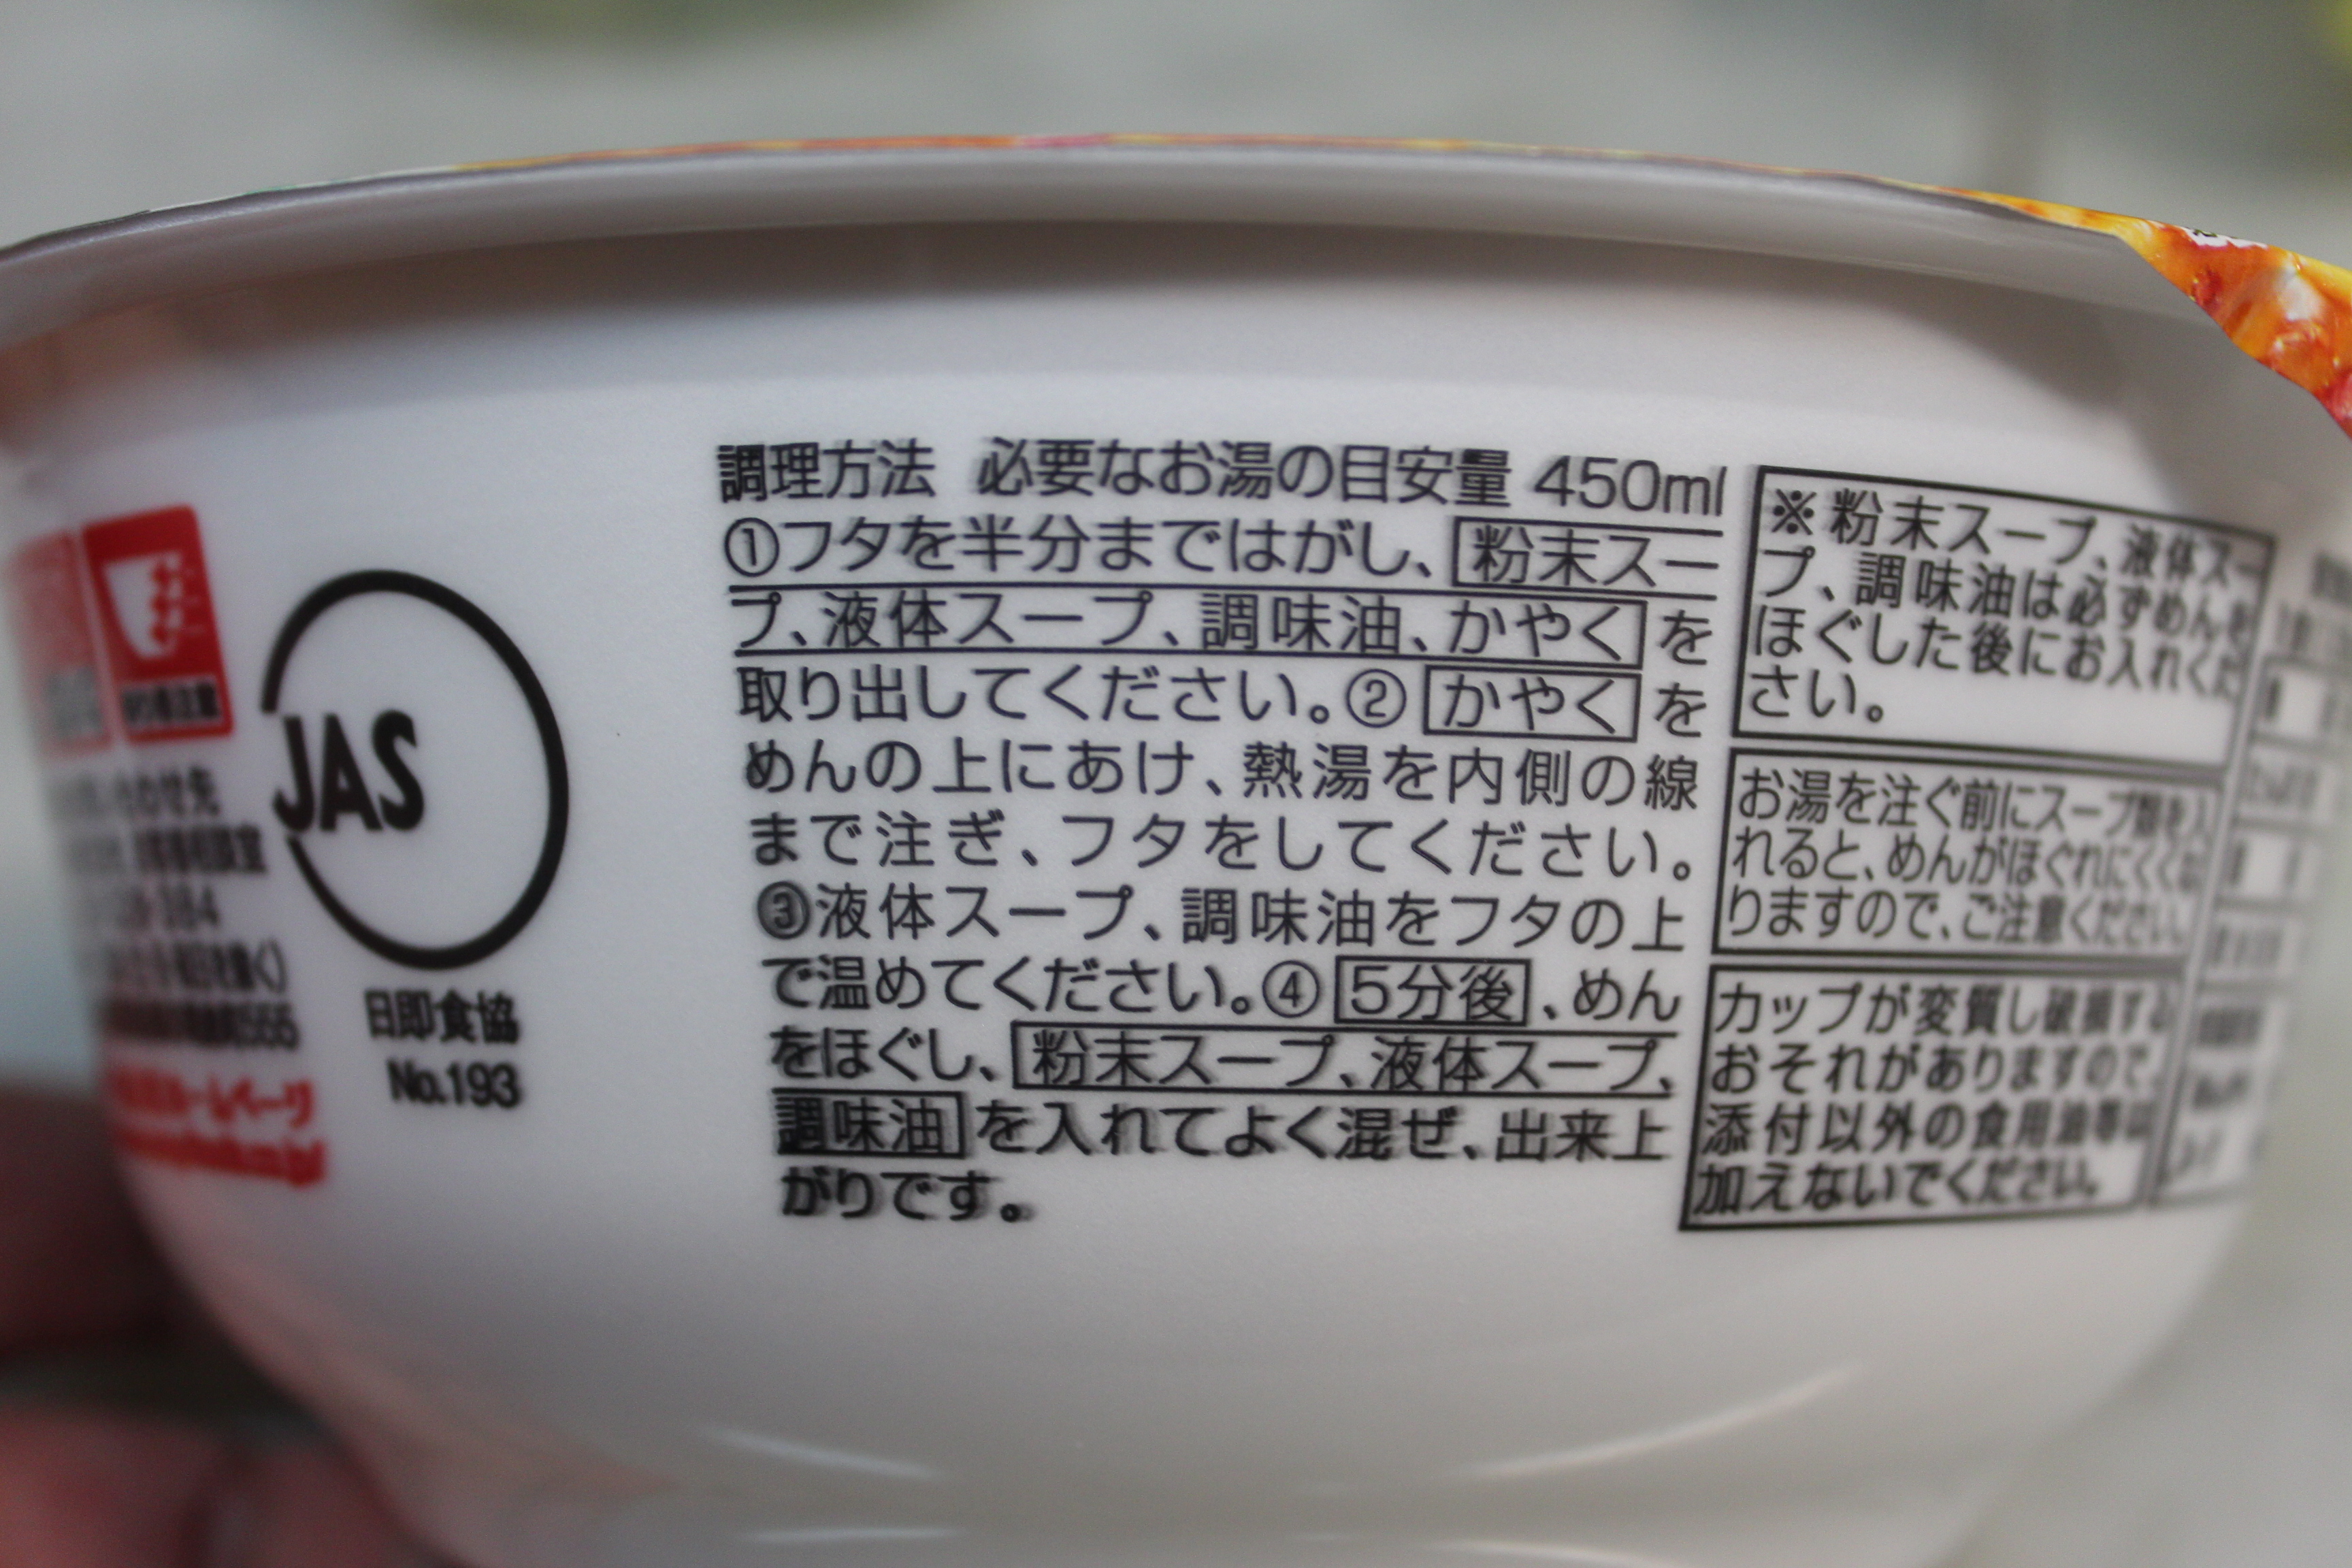 JAS
日即食協
No.193
調理方法 必要なお湯の目安量 450ml
①フタを半分まではがし、粉末スー
プ、液体スープ、調味油、かやくを
取り出してください。②かやくを
めんの上にあけ、熱湯を内側の線
まで注ぎ、フタをしてください。
③液体スープ、調味油をフタの上
で温めてください。④5分後、めん
をほぐし、粉末スープ、液体スープ、
調味油を入れてよく混ぜ、出来上
がりです。
※粉末スープ、液体スー
プ、調味油は必ずめんを
ほぐした後にお入れくだ
さい。
お湯を注ぐ前にスープ類を入
れると、めんがほぐれにくくな
りますので、ご注意ください。
カップが変質し破損する
おそれがありますので、
添付以外の食用油等は
加えないでください。